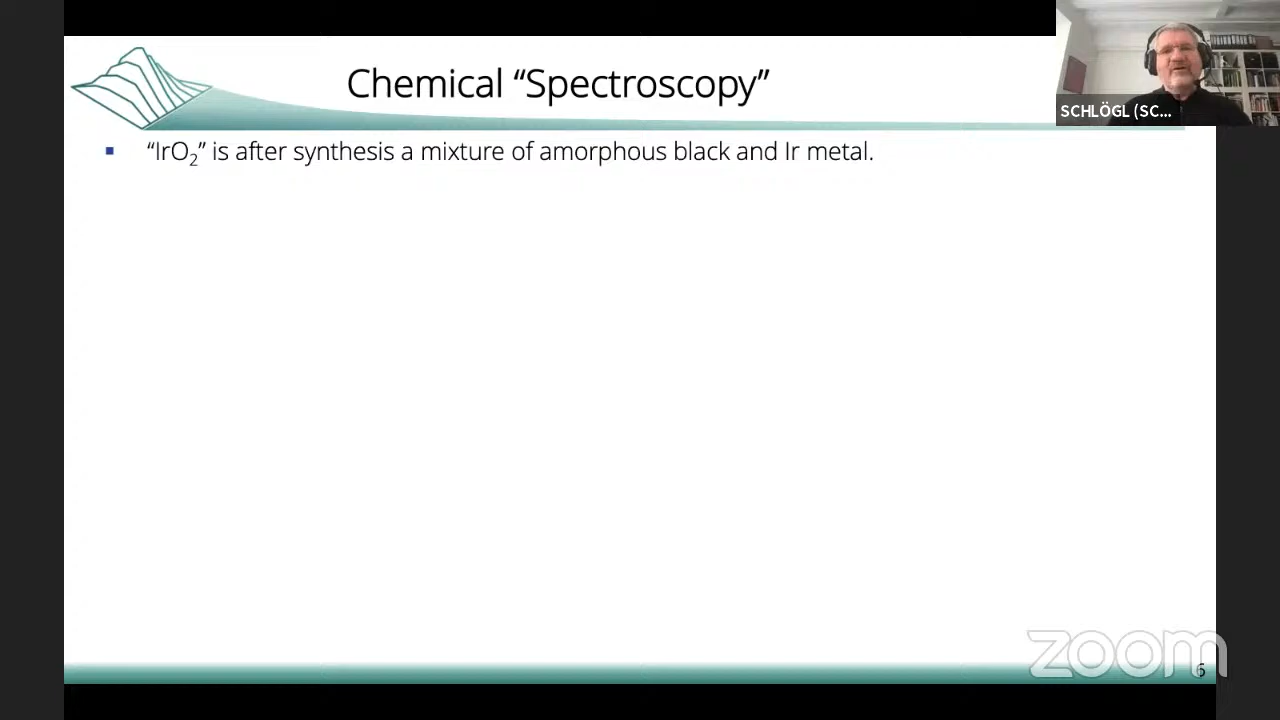 Chemical “Spectroscopy”
SCHLÖGL (SC...
“IrO₂” is after synthesis a mixture of amorphous black and Ir metal.
zoom
6